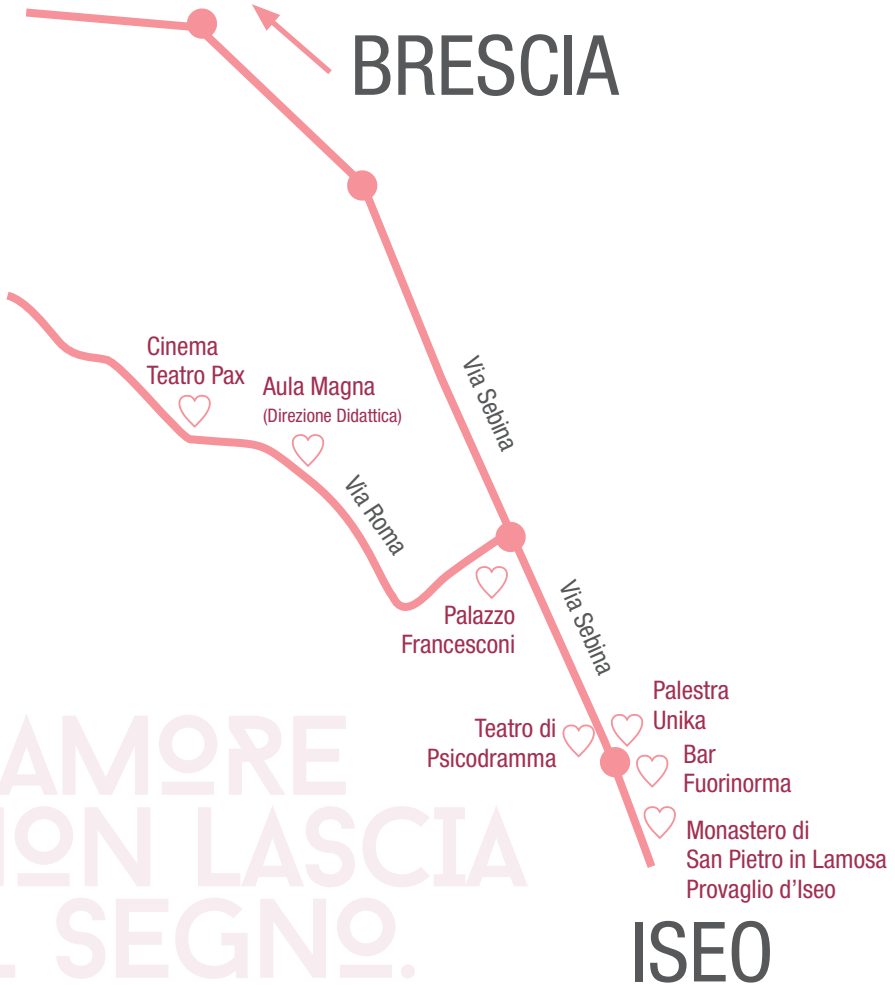 BRESCIA
Cinema
Teatro Pax
Aula Magna
(Direzione Didattica)
Via Sebina
Via Roma
Palazzo
Francesconi
Via Sebina
Palestra
Unika
Teatro di
Psicodramma
Bar
Fuorinorma
Monastero di
San Pietro in Lamosa
Provaglio d'Iseo
AMORE
NON LASCIA
L SEGNO.
ISEO